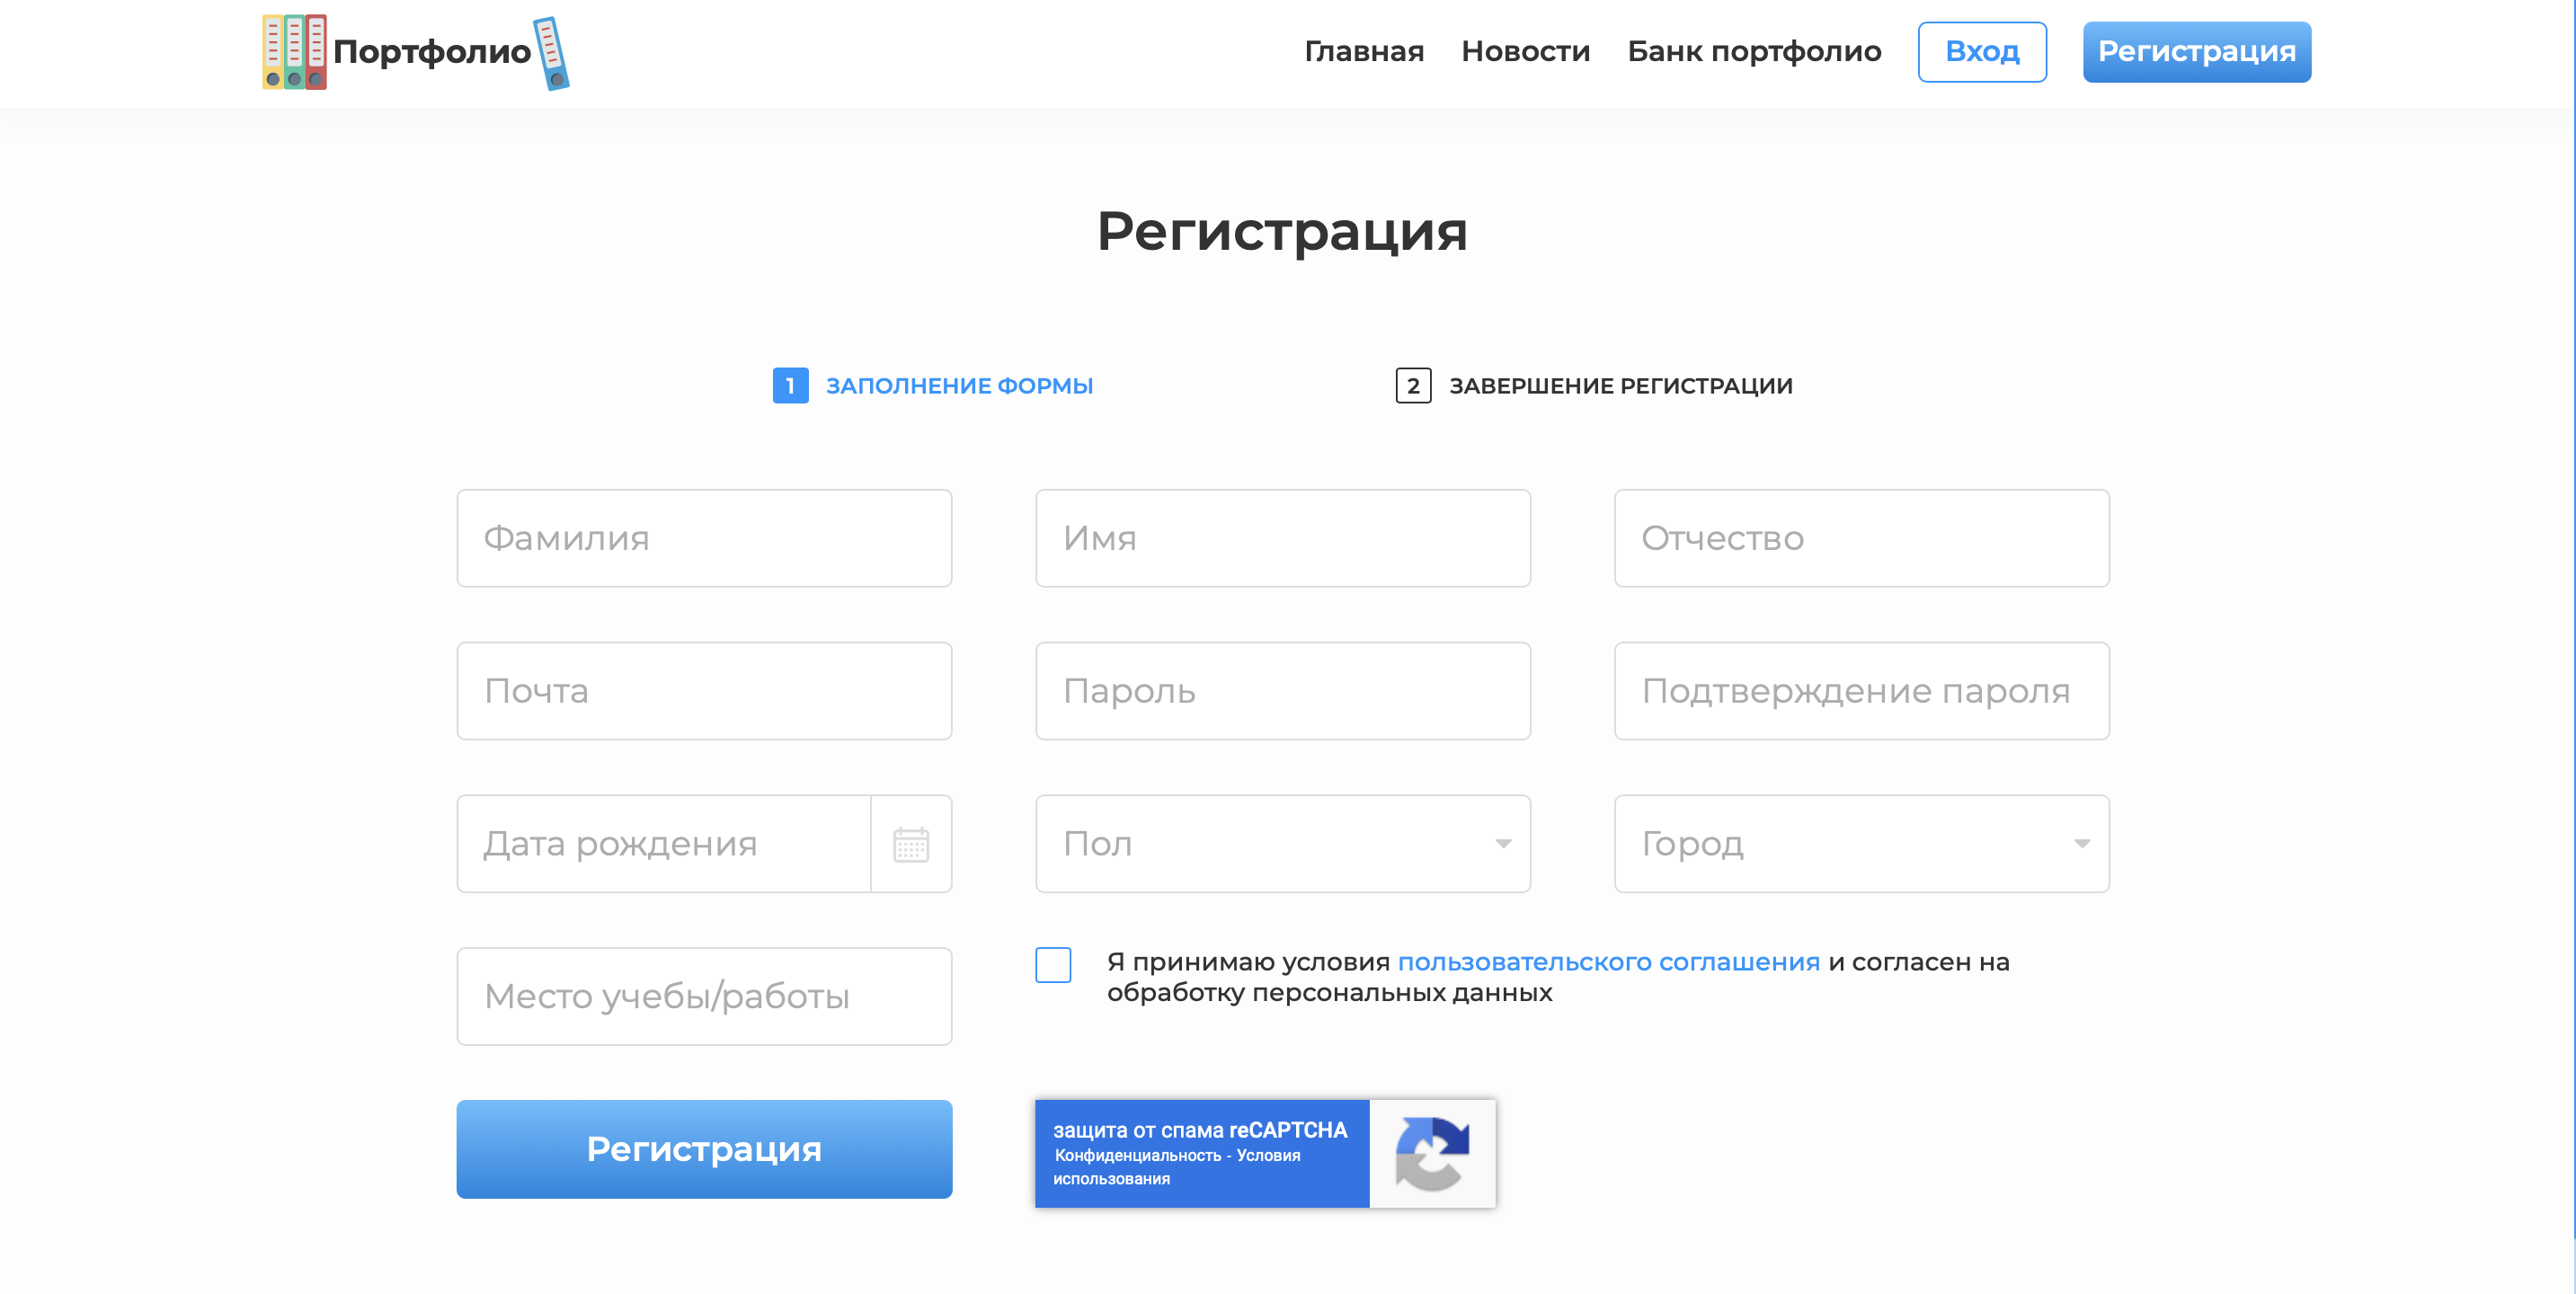 Портфолио
Главная Новости Банк портфолио Вход Регистрация
Регистрация
1 ЗАПОЛНЕНИЕ ФОРМЫ 2 ЗАВЕРШЕНИЕ РЕГИСТРАЦИИ
Фамилия Имя Отчество
Почта Пароль Подтверждение пароля
Дата рождения Пол Город
Место учебы/работы
Я принимаю условия пользовательского соглашения и согласен на
обработку персональных данных
Регистрация
защита от спама reCAPTCHA
Конфиденциальность - Условия
использования